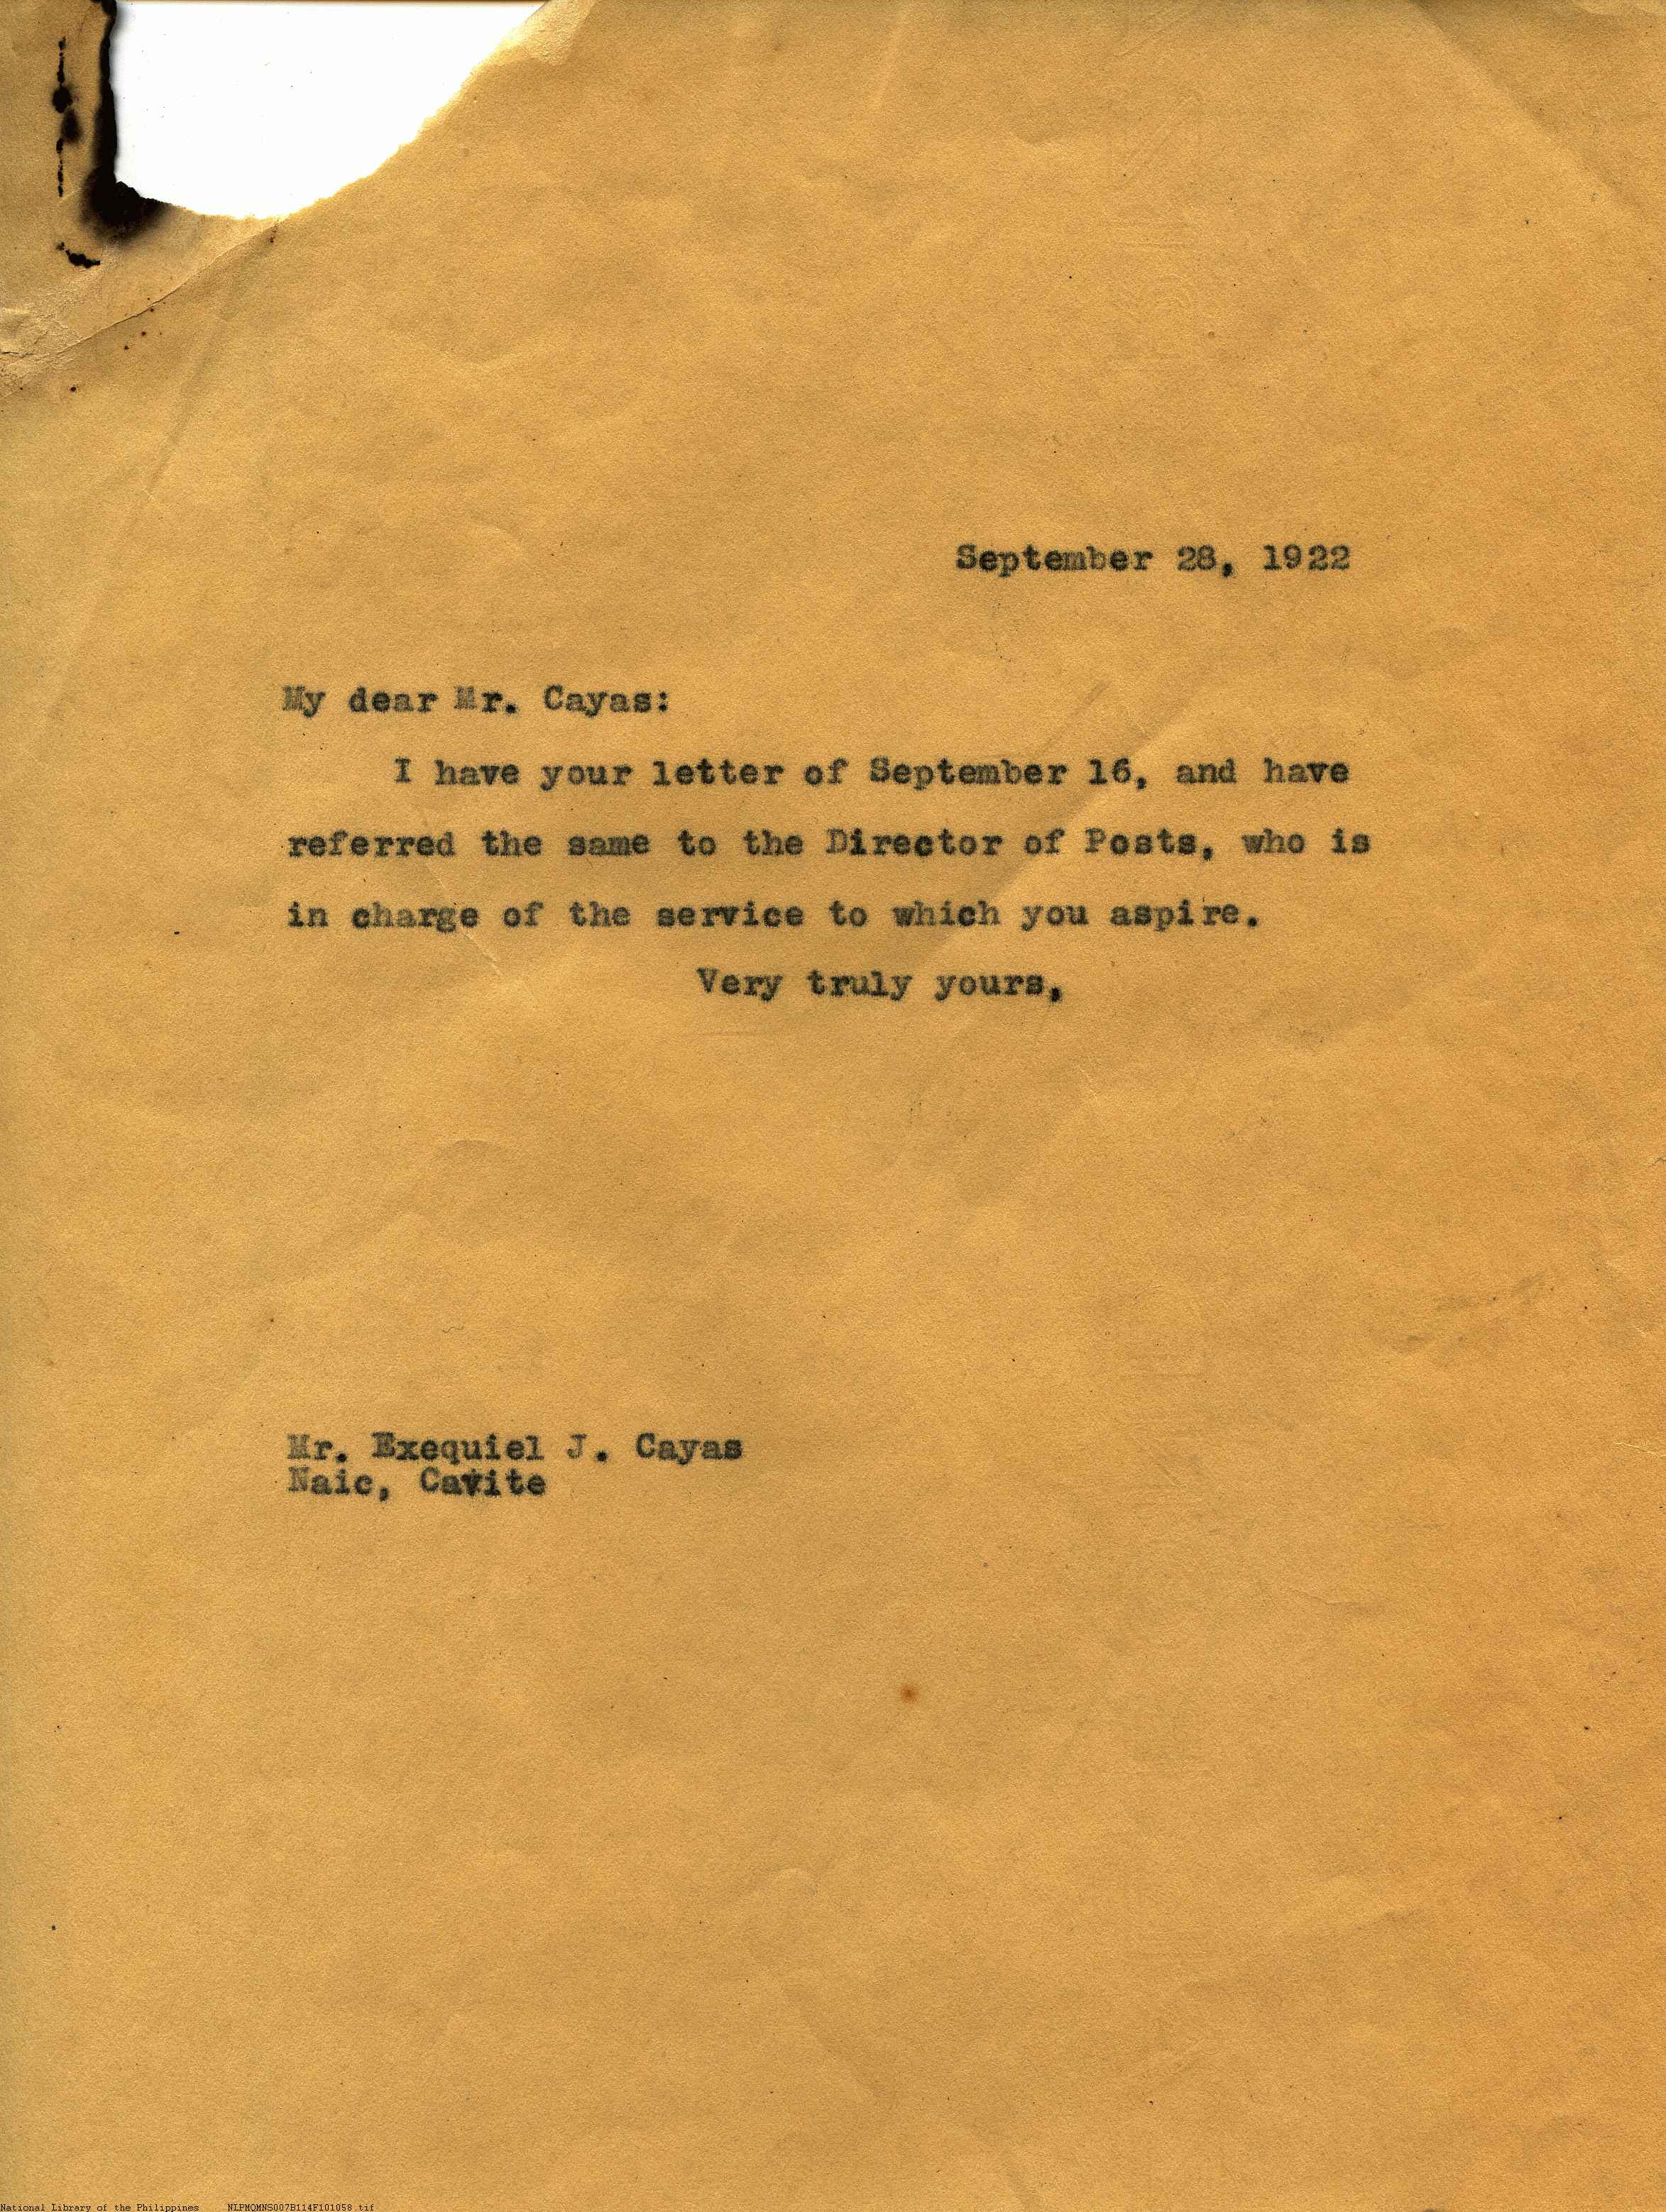 September 28, 1922
My dear Mr. Cayas:
I have your letter of September 16, and have
referred the same to the Director of Posts, who is
in charge of the service to which you aspire.
Very truly yours,
Mr. Exequiel J. Cayas
Naic, Cavite
National Library of the Philippines NLPMQMNS007B114F101058.tif